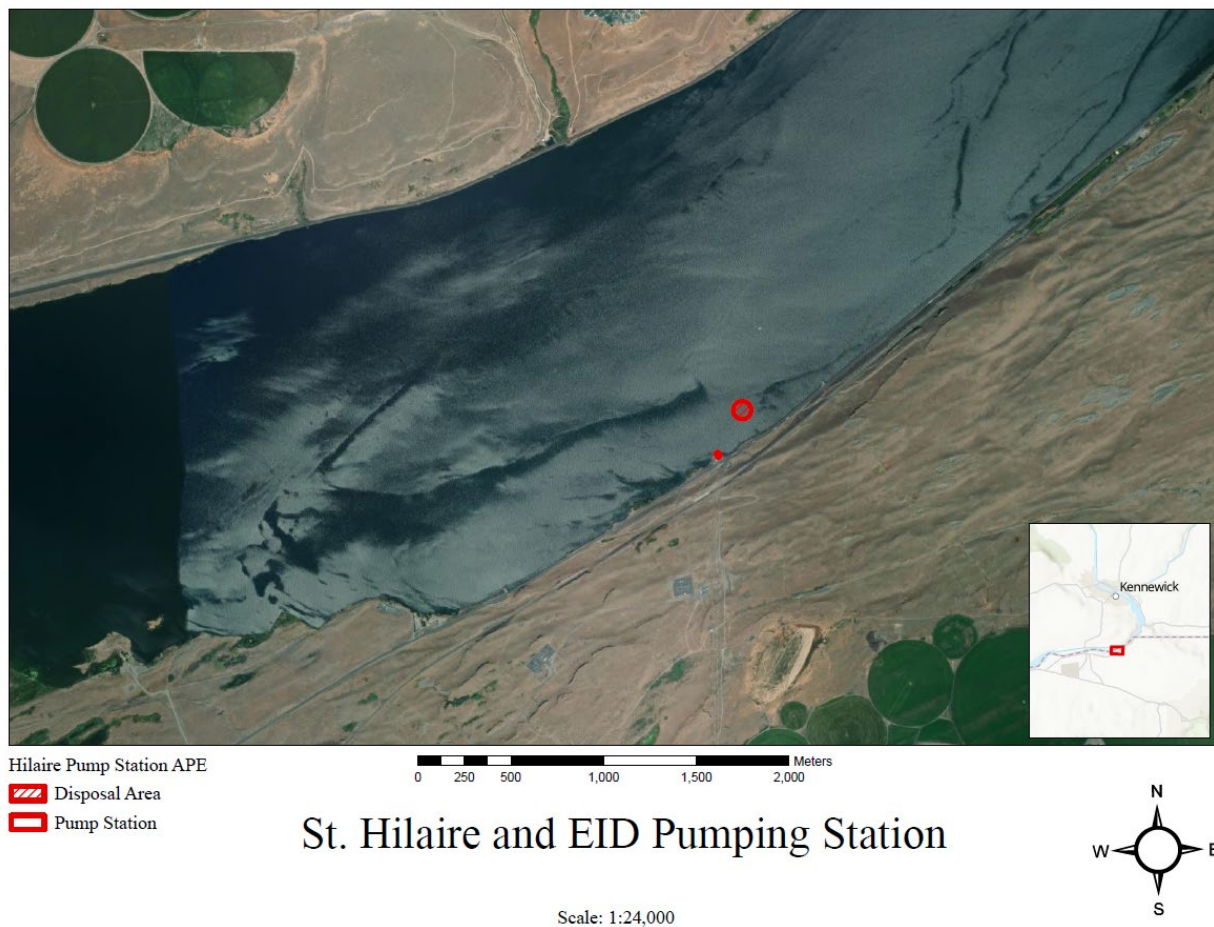 Kennewick
Hilaire Pump Station APE
Disposal Area
Pump Station
Meters
0 250 500 1,000 1,500 2,000
St. Hilaire and EID Pumping Station
N
W E
S
Scale: 1:24,000